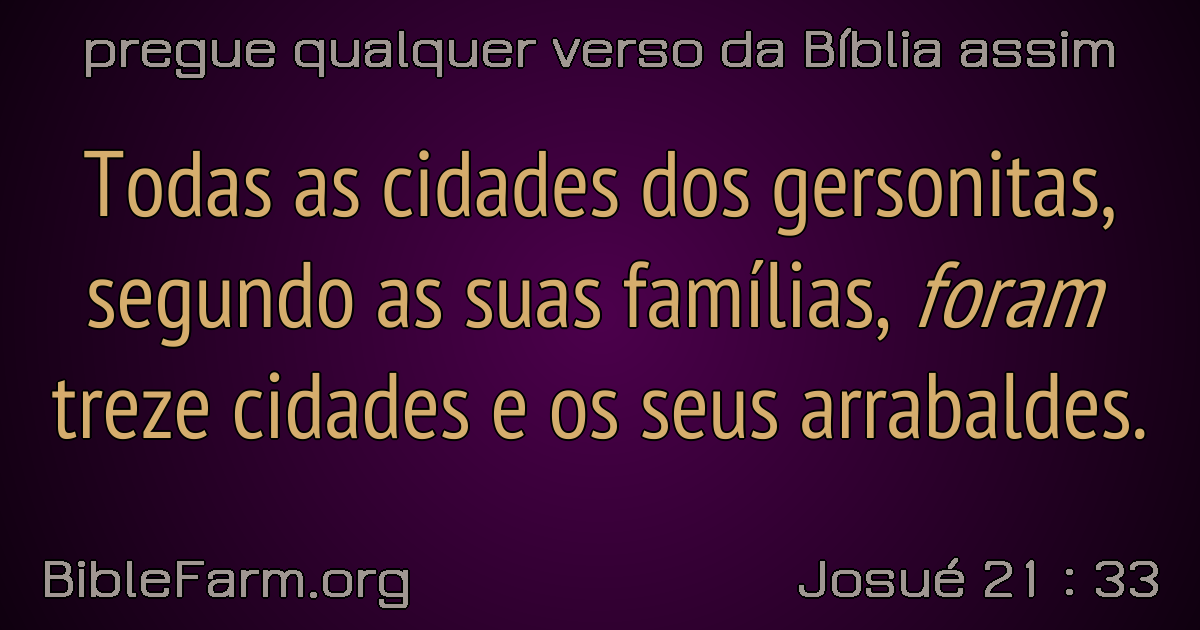 pregue qualquer verso da Bíblia assim
Todas as cidades dos gersonitas,
segundo as suas famílias, foram
treze cidades e os seus arrabaldes.
BibleFarm.org
Josué 21 : 33